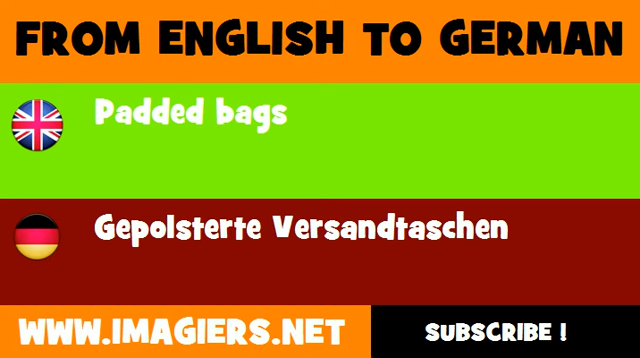 FROM ENGLISH TO GERMAN
Padded bags
Gepolsterte Versandtaschen
WWW.IMAGIERS.NET
SUBSCRIBE !